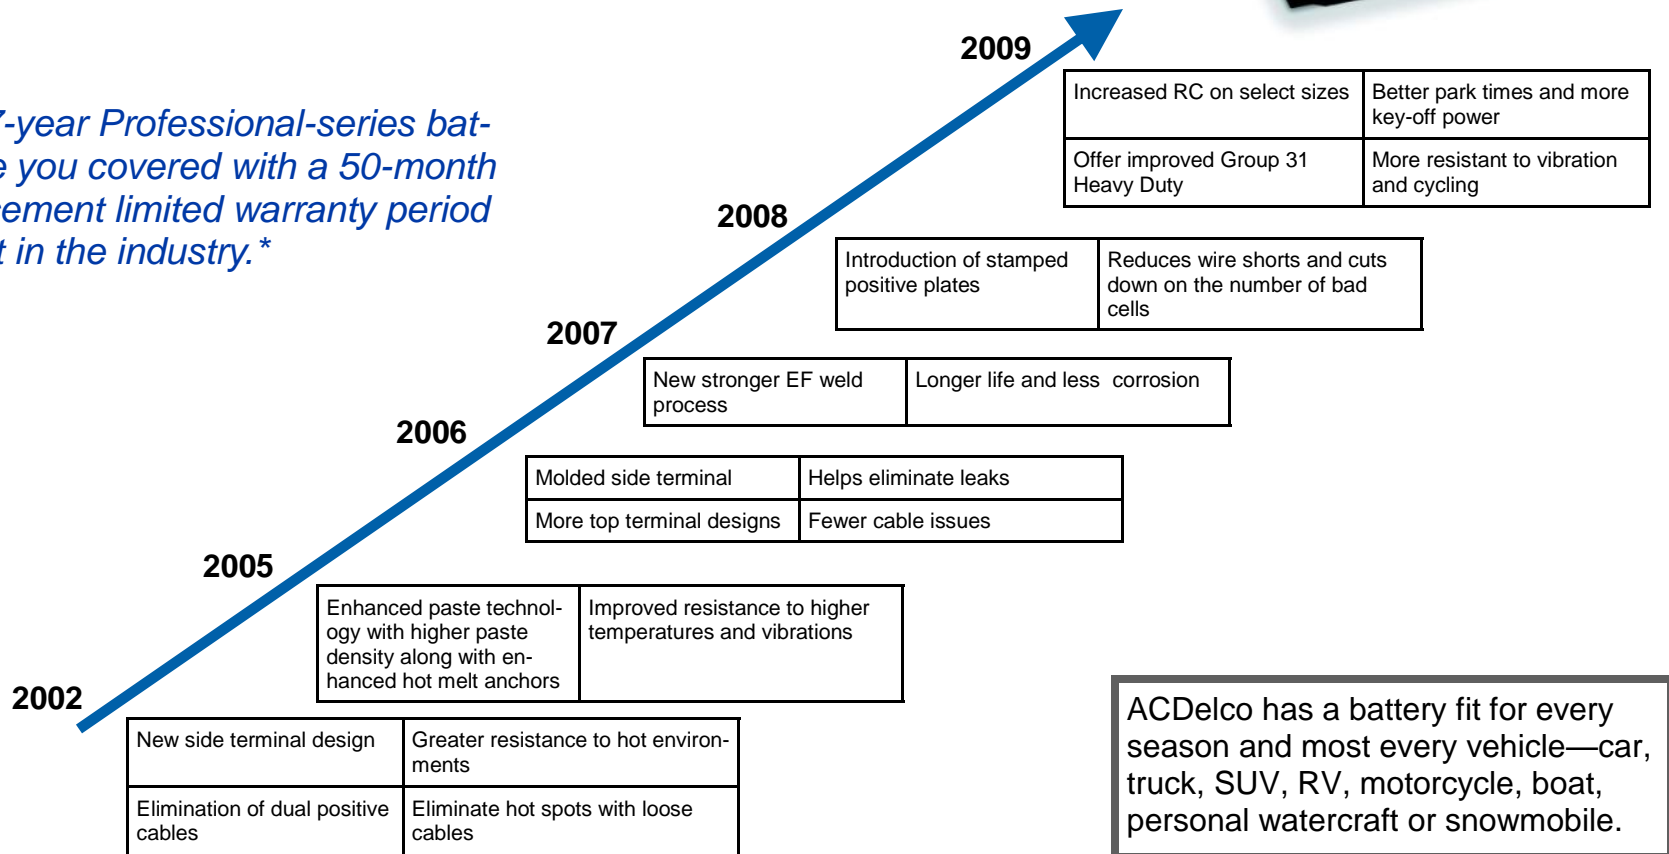 2009
Increased RC on select sizes
Better park times and more
key-off power
Offer improved Group 31
Heavy Duty
More resistant to vibration
and cycling
7-year Professional-series bat-
e you covered with a 50-month
cement limited warranty period
t in the industry.*
2008
Introduction of stamped
positive plates
Reduces wire shorts and cuts
down on the number of bad
cells
2007
New stronger EF weld
process
Longer life and less corrosion
2006
Molded side terminal
Helps eliminate leaks
More top terminal designs
Fewer cable issues
2005
Enhanced paste technol-
ogy with higher paste
density along with en-
hanced hot melt anchors
Improved resistance to higher
temperatures and vibrations
2002
New side terminal design
Greater resistance to hot environ-
ments
Elimination of dual positive
cables
Eliminate hot spots with loose
cables
ACDelco has a battery fit for every
season and most every vehicle—car,
truck, SUV, RV, motorcycle, boat,
personal watercraft or snowmobile.